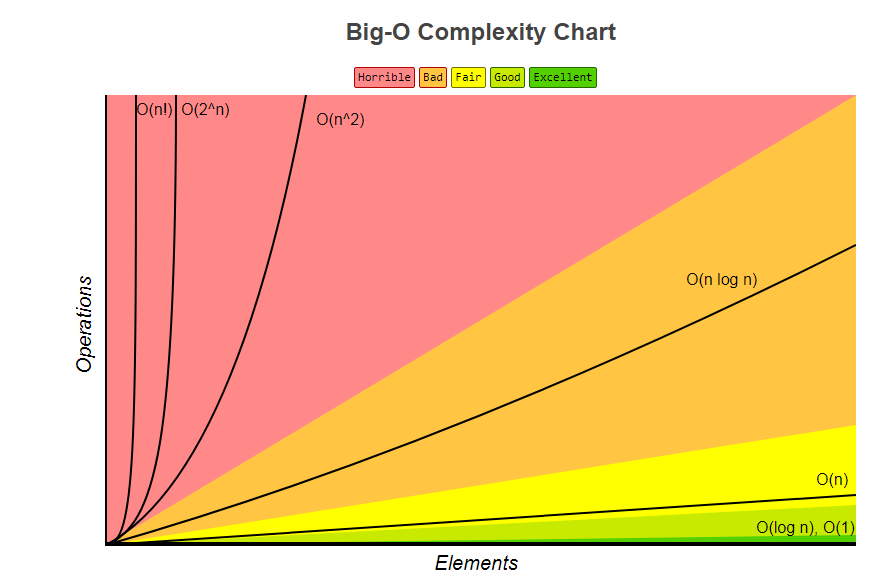 Big-O Complexity Chart
Horrible Bad Fair Good Excellent
O(n!) O(2^n)
O(n^2)
O(n log n)
O(n)
O(log n), O(1)
Operations
Elements